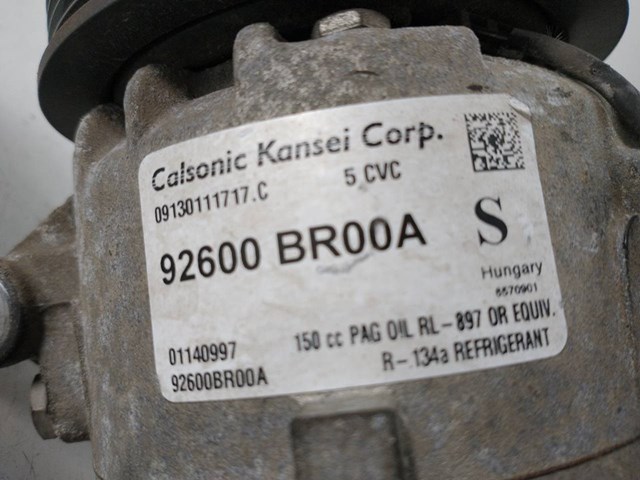 Calsonic Kansei Corp.
09130111717.C 5 CVC
92600 BR00A S
Hungary
8570901
01140997 150 cc PAG OIL RL-897 OR EQUIV.
92600BR00A R-134a REFRIGERANT